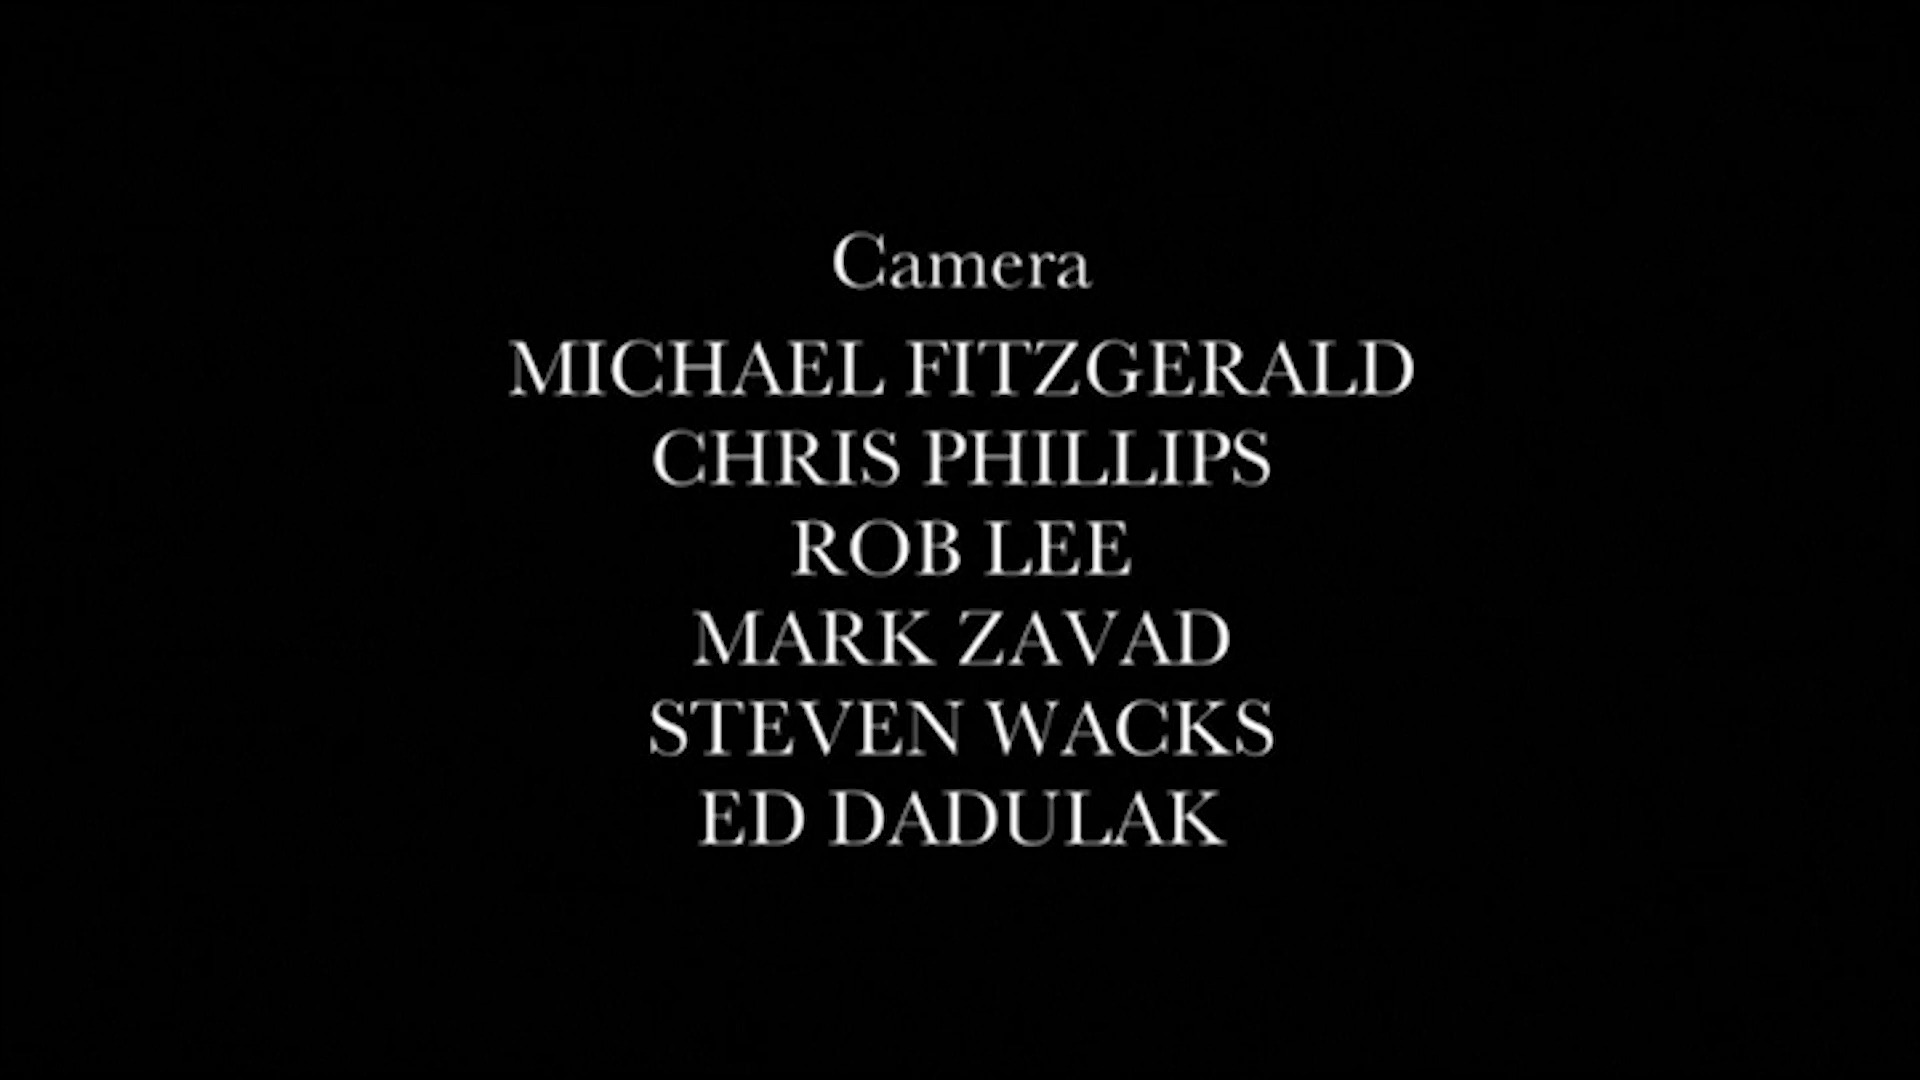 Camera
MICHAEL FITZGERALD
CHRIS PHILLIPS
ROB LEE
MARK ZAVAD
STEVEN WACKS
ED DADULAK